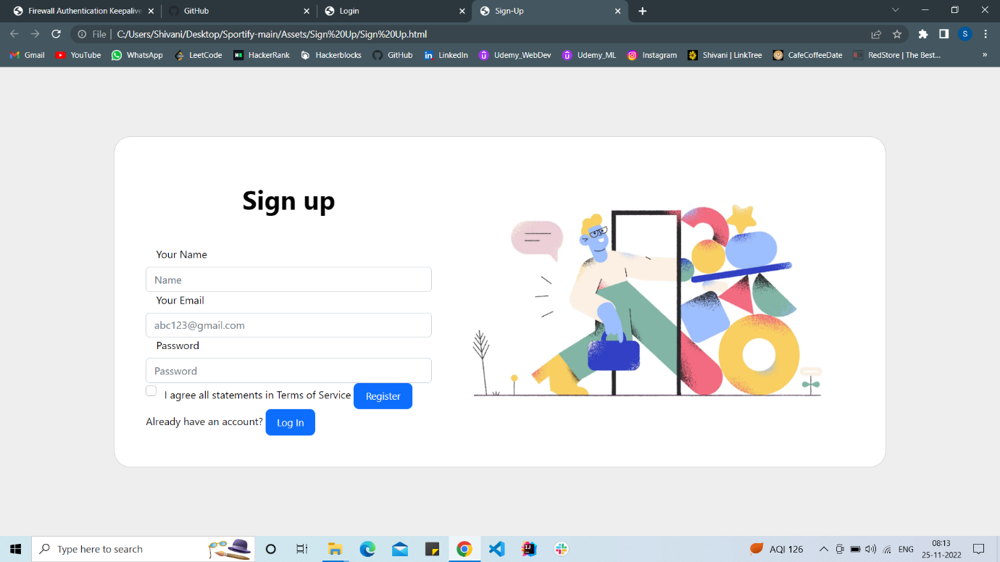 Firewall Authentication Keepalive
GitHub
Login
Sign-Up
File | C:/Users/Shivani/Desktop/Sportify-main/Assets/Sign%20Up/Sign%20Up.html
S
Gmail YouTube WhatsApp LeetCode HackerRank Hackerblocks GitHub LinkedIn Udemy_WebDev Udemy_ML Instagram Shivani | LinkTree CafeCoffeeDate RedStore | The Best... »
Sign up
Your Name
Name
Your Email
abc123@gmail.com
Password
Password
I agree all statements in Terms of Service Register
Already have an account? Log In
Type here to search
AQI 126
ENG
08:13
25-11-2022